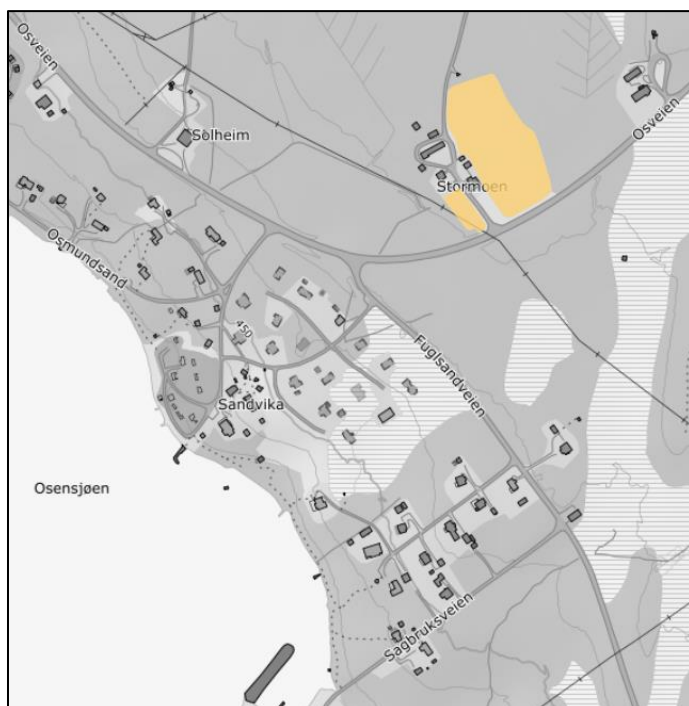 Osveien
Solheim
Stormoen
Osveien
Osmundsand
450
Fuglsandveien
Sandvika
Osensjøen
Sagbruksveien